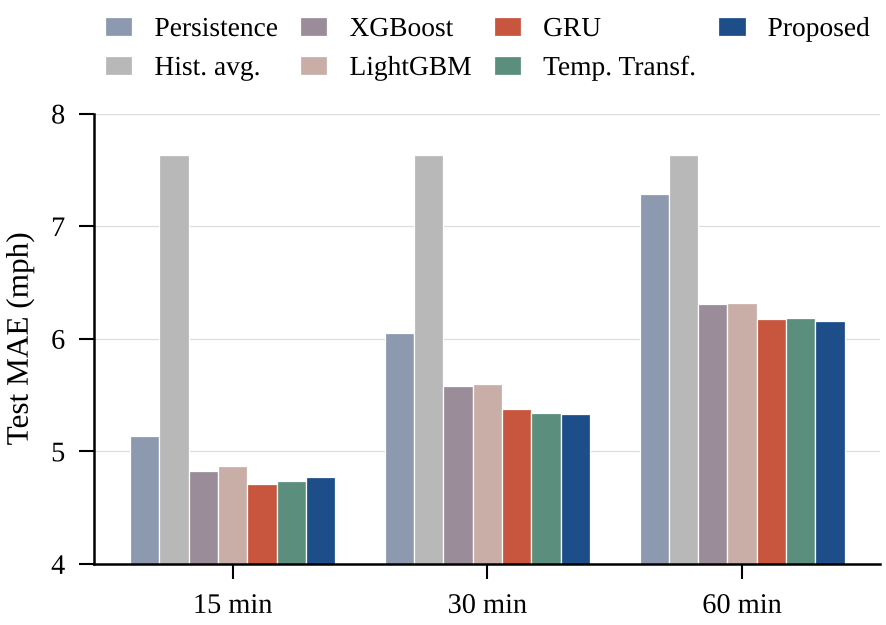 Persistence XGBoost GRU Proposed
Hist. avg. LightGBM Temp. Transf.
8
7
6
5
4
Test MAE (mph)
15 min 30 min 60 min